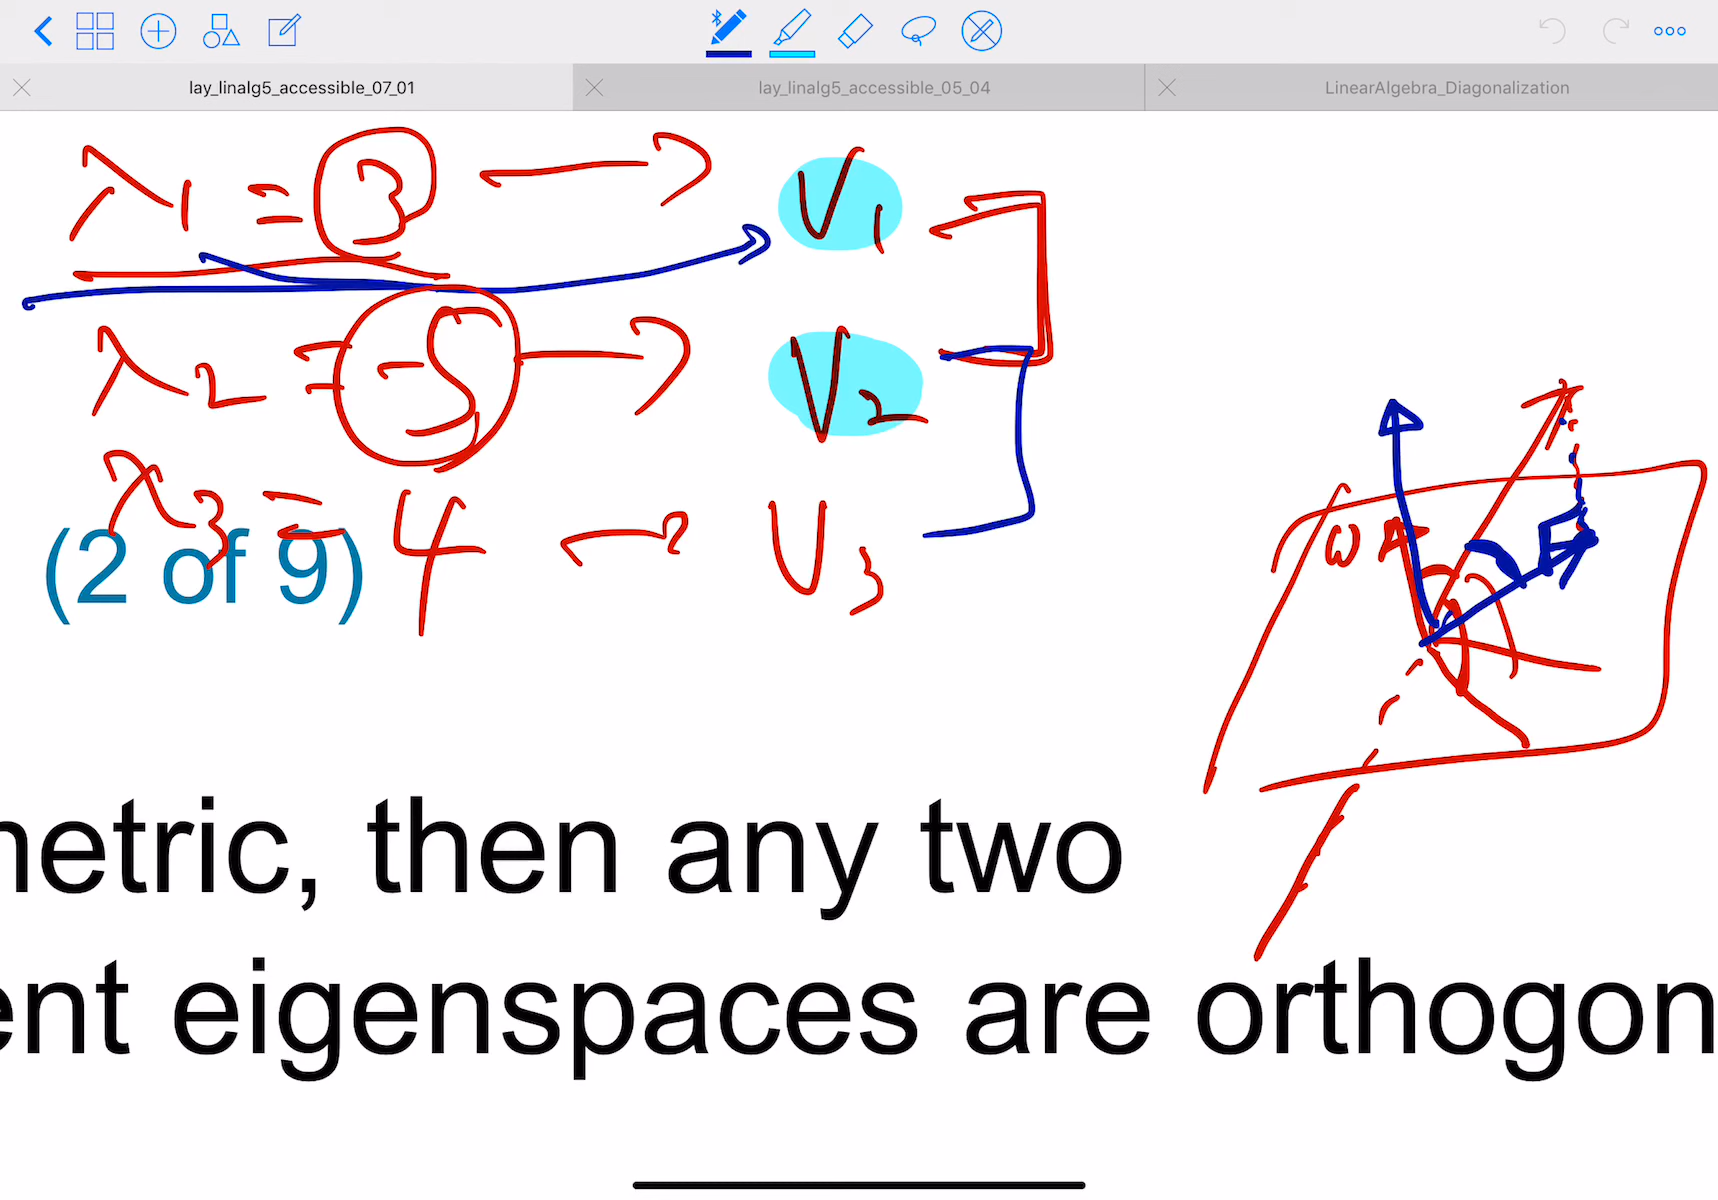 lay_linalg5_accessible_07_01
lay_linalg5_accessible_05_04
LinearAlgebra_Diagonalization
λ1 = 3 → V1
λ2 = -5 → V2
λ3 = 4 → V3
(2 of 9)
W
netric, then any two
ent eigenspaces are orthogon